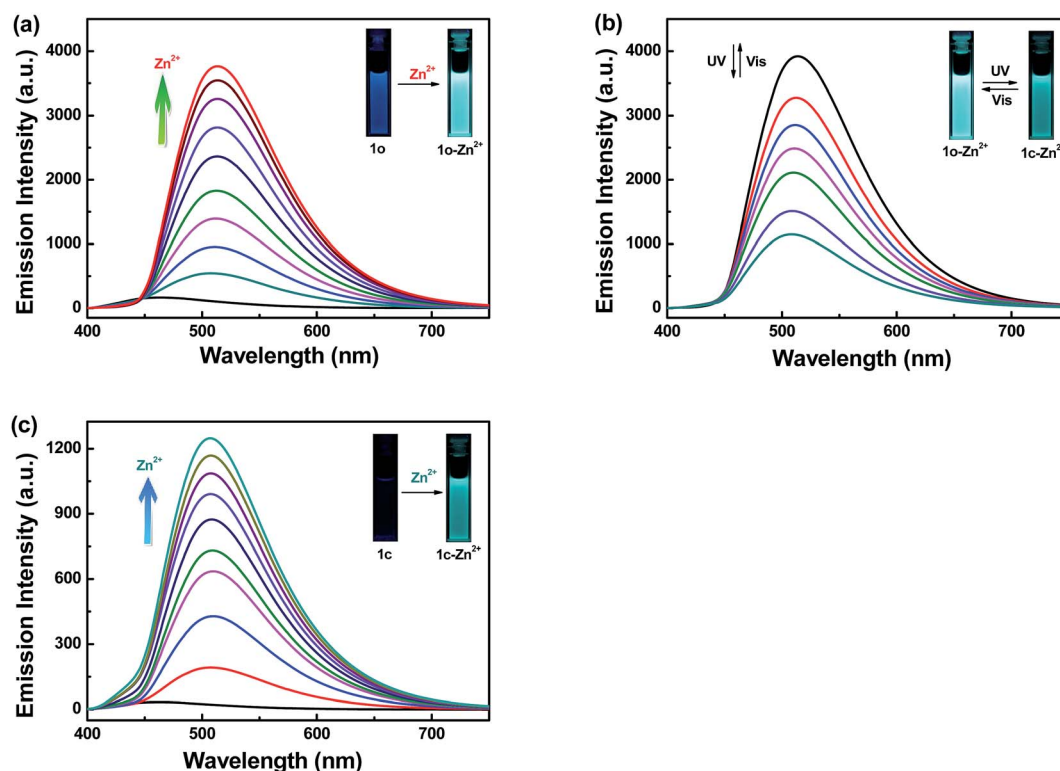 (a)
4000
3000
2000
1000
0
400
500
600
700
Emission Intensity (a.u.)
Wavelength (nm)
Zn²⁺
Zn²⁺
1o
1o-Zn²⁺
(b)
4000
3000
2000
1000
0
400
500
600
700
Emission Intensity (a.u.)
Wavelength (nm)
UV
Vis
UV
Vis
1o-Zn²⁺
1c-Zn²
(c)
1200
900
600
300
0
400
500
600
700
Emission Intensity (a.u.)
Wavelength (nm)
Zn²⁺
Zn²⁺
1c
1c-Zn²⁺